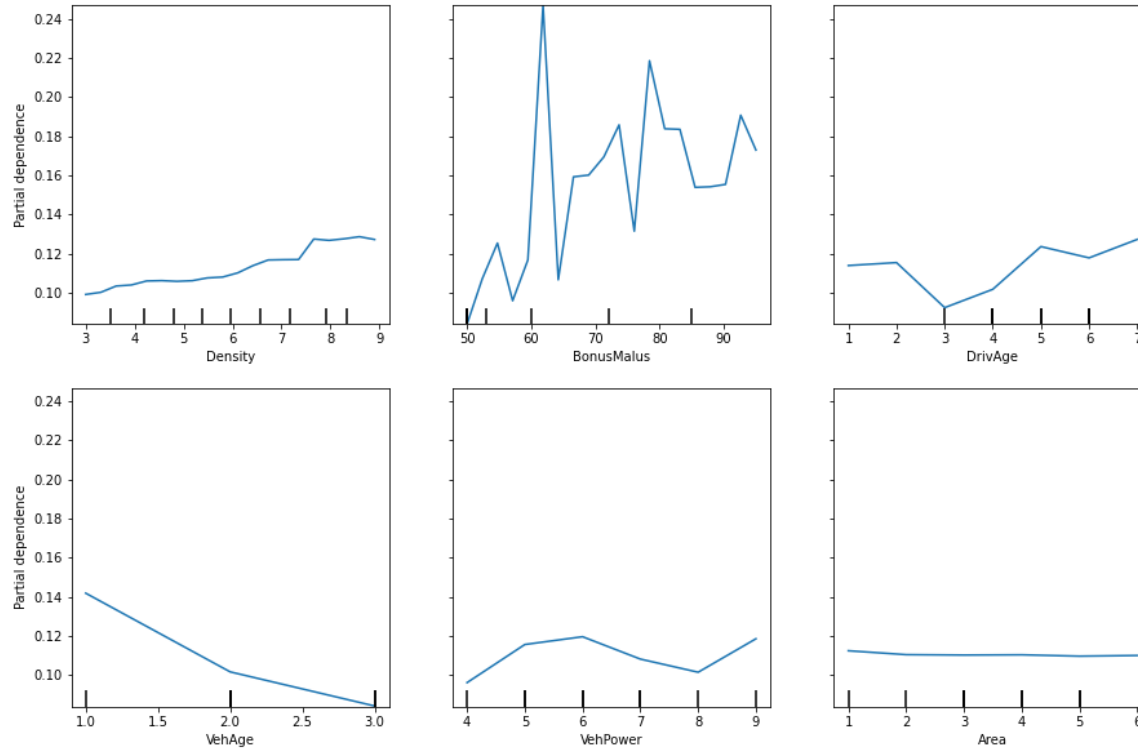 0.24
0.22
0.20
0.18
0.16
0.14
0.12
0.10
Partial dependence
3 4 5 6 7 8 9
Density
50 60 70 80 90
BonusMalus
1 2 3 4 5 6 7
DrivAge
0.24
0.22
0.20
0.18
0.16
0.14
0.12
0.10
Partial dependence
1.0 1.5 2.0 2.5 3.0
VehAge
4 5 6 7 8 9
VehPower
1 2 3 4 5 6
Area